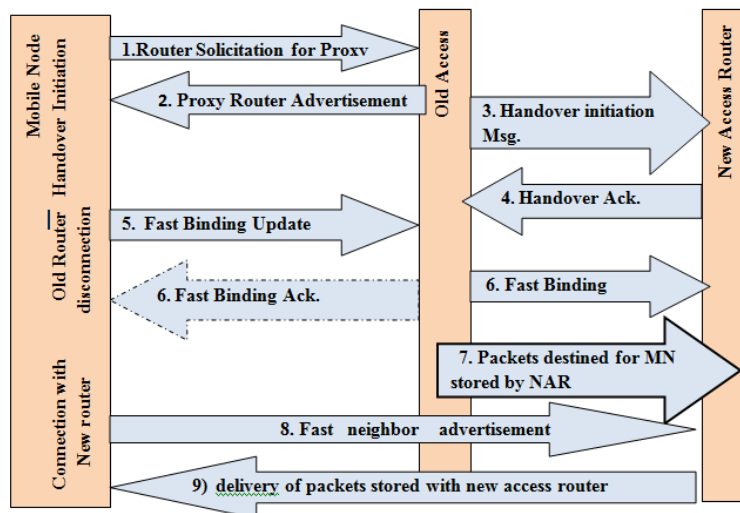 1.Router Solicitation for Proxy
2. Proxy Router Advertisement
3. Handover initiation
Msg.
4. Handover Ack.
5. Fast Binding Update
6. Fast Binding Ack.
6. Fast Binding
7. Packets destined for MN
stored by NAR
8. Fast neighbor advertisement
9) delivery of packets stored with new access router
Mobile Node
Handover Initiation
Old Router
disconnection
Connection with
New router
Old Access
New Access Router